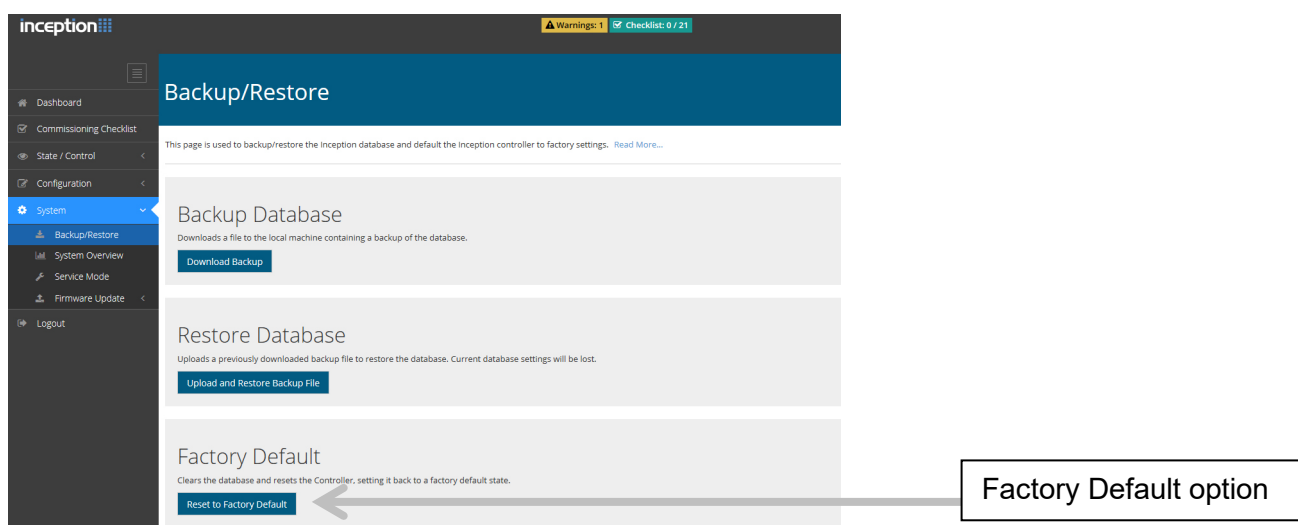 inception
Warnings: 1
Checklist: 0 / 21
Dashboard
Commissioning Checklist
State / Control
Configuration
System
Backup/Restore
System Overview
Service Mode
Firmware Update
Logout
Backup/Restore
This page is used to backup/restore the Inception database and default the Inception controller to factory settings. Read More...
Backup Database
Downloads a file to the local machine containing a backup of the database.
Download Backup
Restore Database
Uploads a previously downloaded backup file to restore the database. Current database settings will be lost.
Upload and Restore Backup File
Factory Default
Clears the database and resets the Controller, setting it back to a factory default state.
Reset to Factory Default
Factory Default option